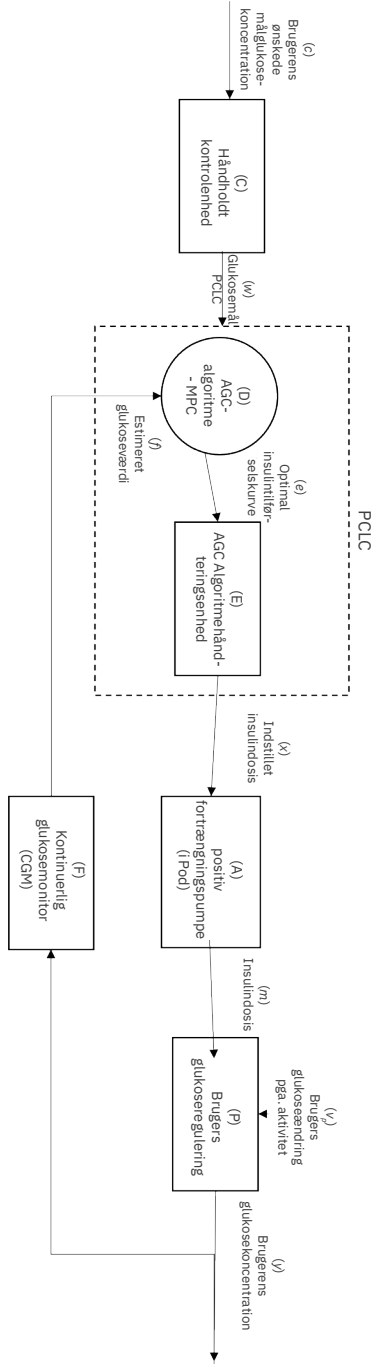 (c)
Brugerens
ønskede
målglukose-
koncentration
(C)
Håndholdt
kontrolenhed
(w)
Glukosemål
PCLC
PCLC
(D)
AGC-
algoritme
- MPC
(e)
Optimal
insulintilfør-
selskurve
(E)
AGC Algoritmehånd-
teringsenhed
(f)
Estimeret
glukoseværdi
(x)
Indstillet
insulindosis
(A)
positiv
fortrængningspumpe
(i Pod)
(F)
Kontinuerlig
glukosemonitor
(CGM)
(m)
Insulindosis
(vₚ)
Brugers
glukoseændring
pga. aktivitet
(P)
Brugers
glukoseregulering
(y)
Brugerens
glukosekoncentration